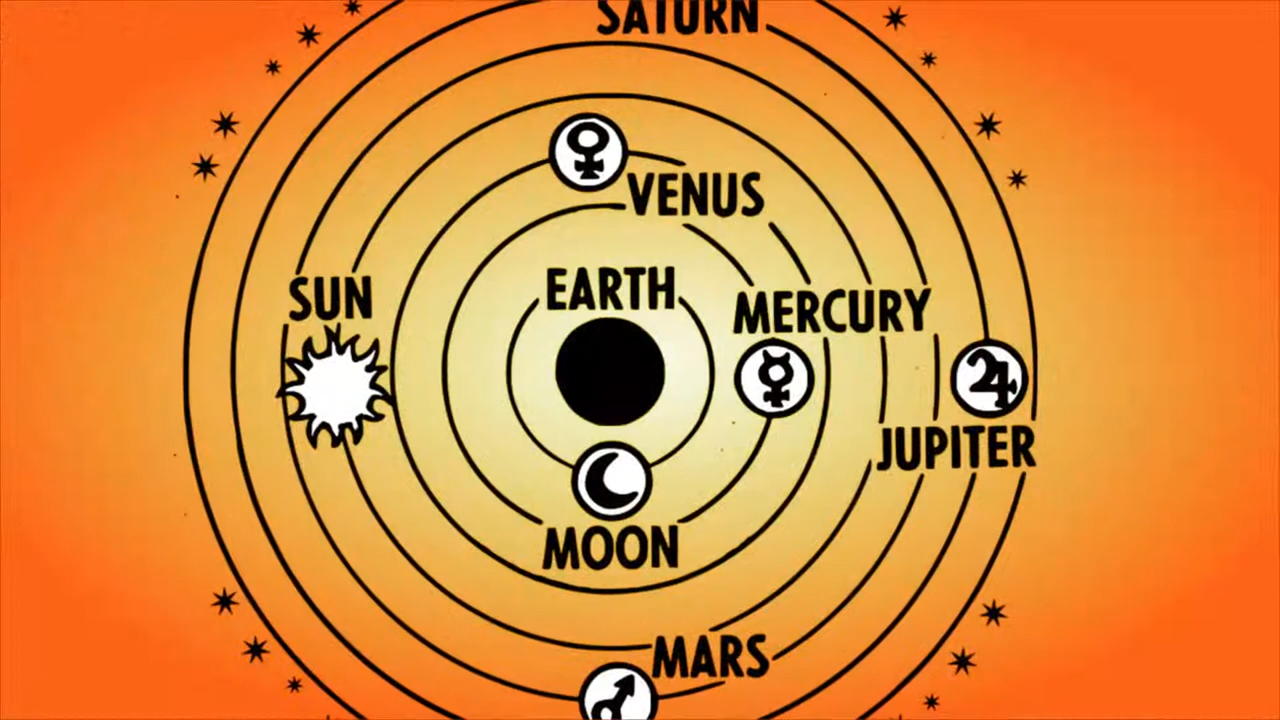 SATURN
VENUS
SUN
EARTH
MERCURY
JUPITER
MOON
MARS